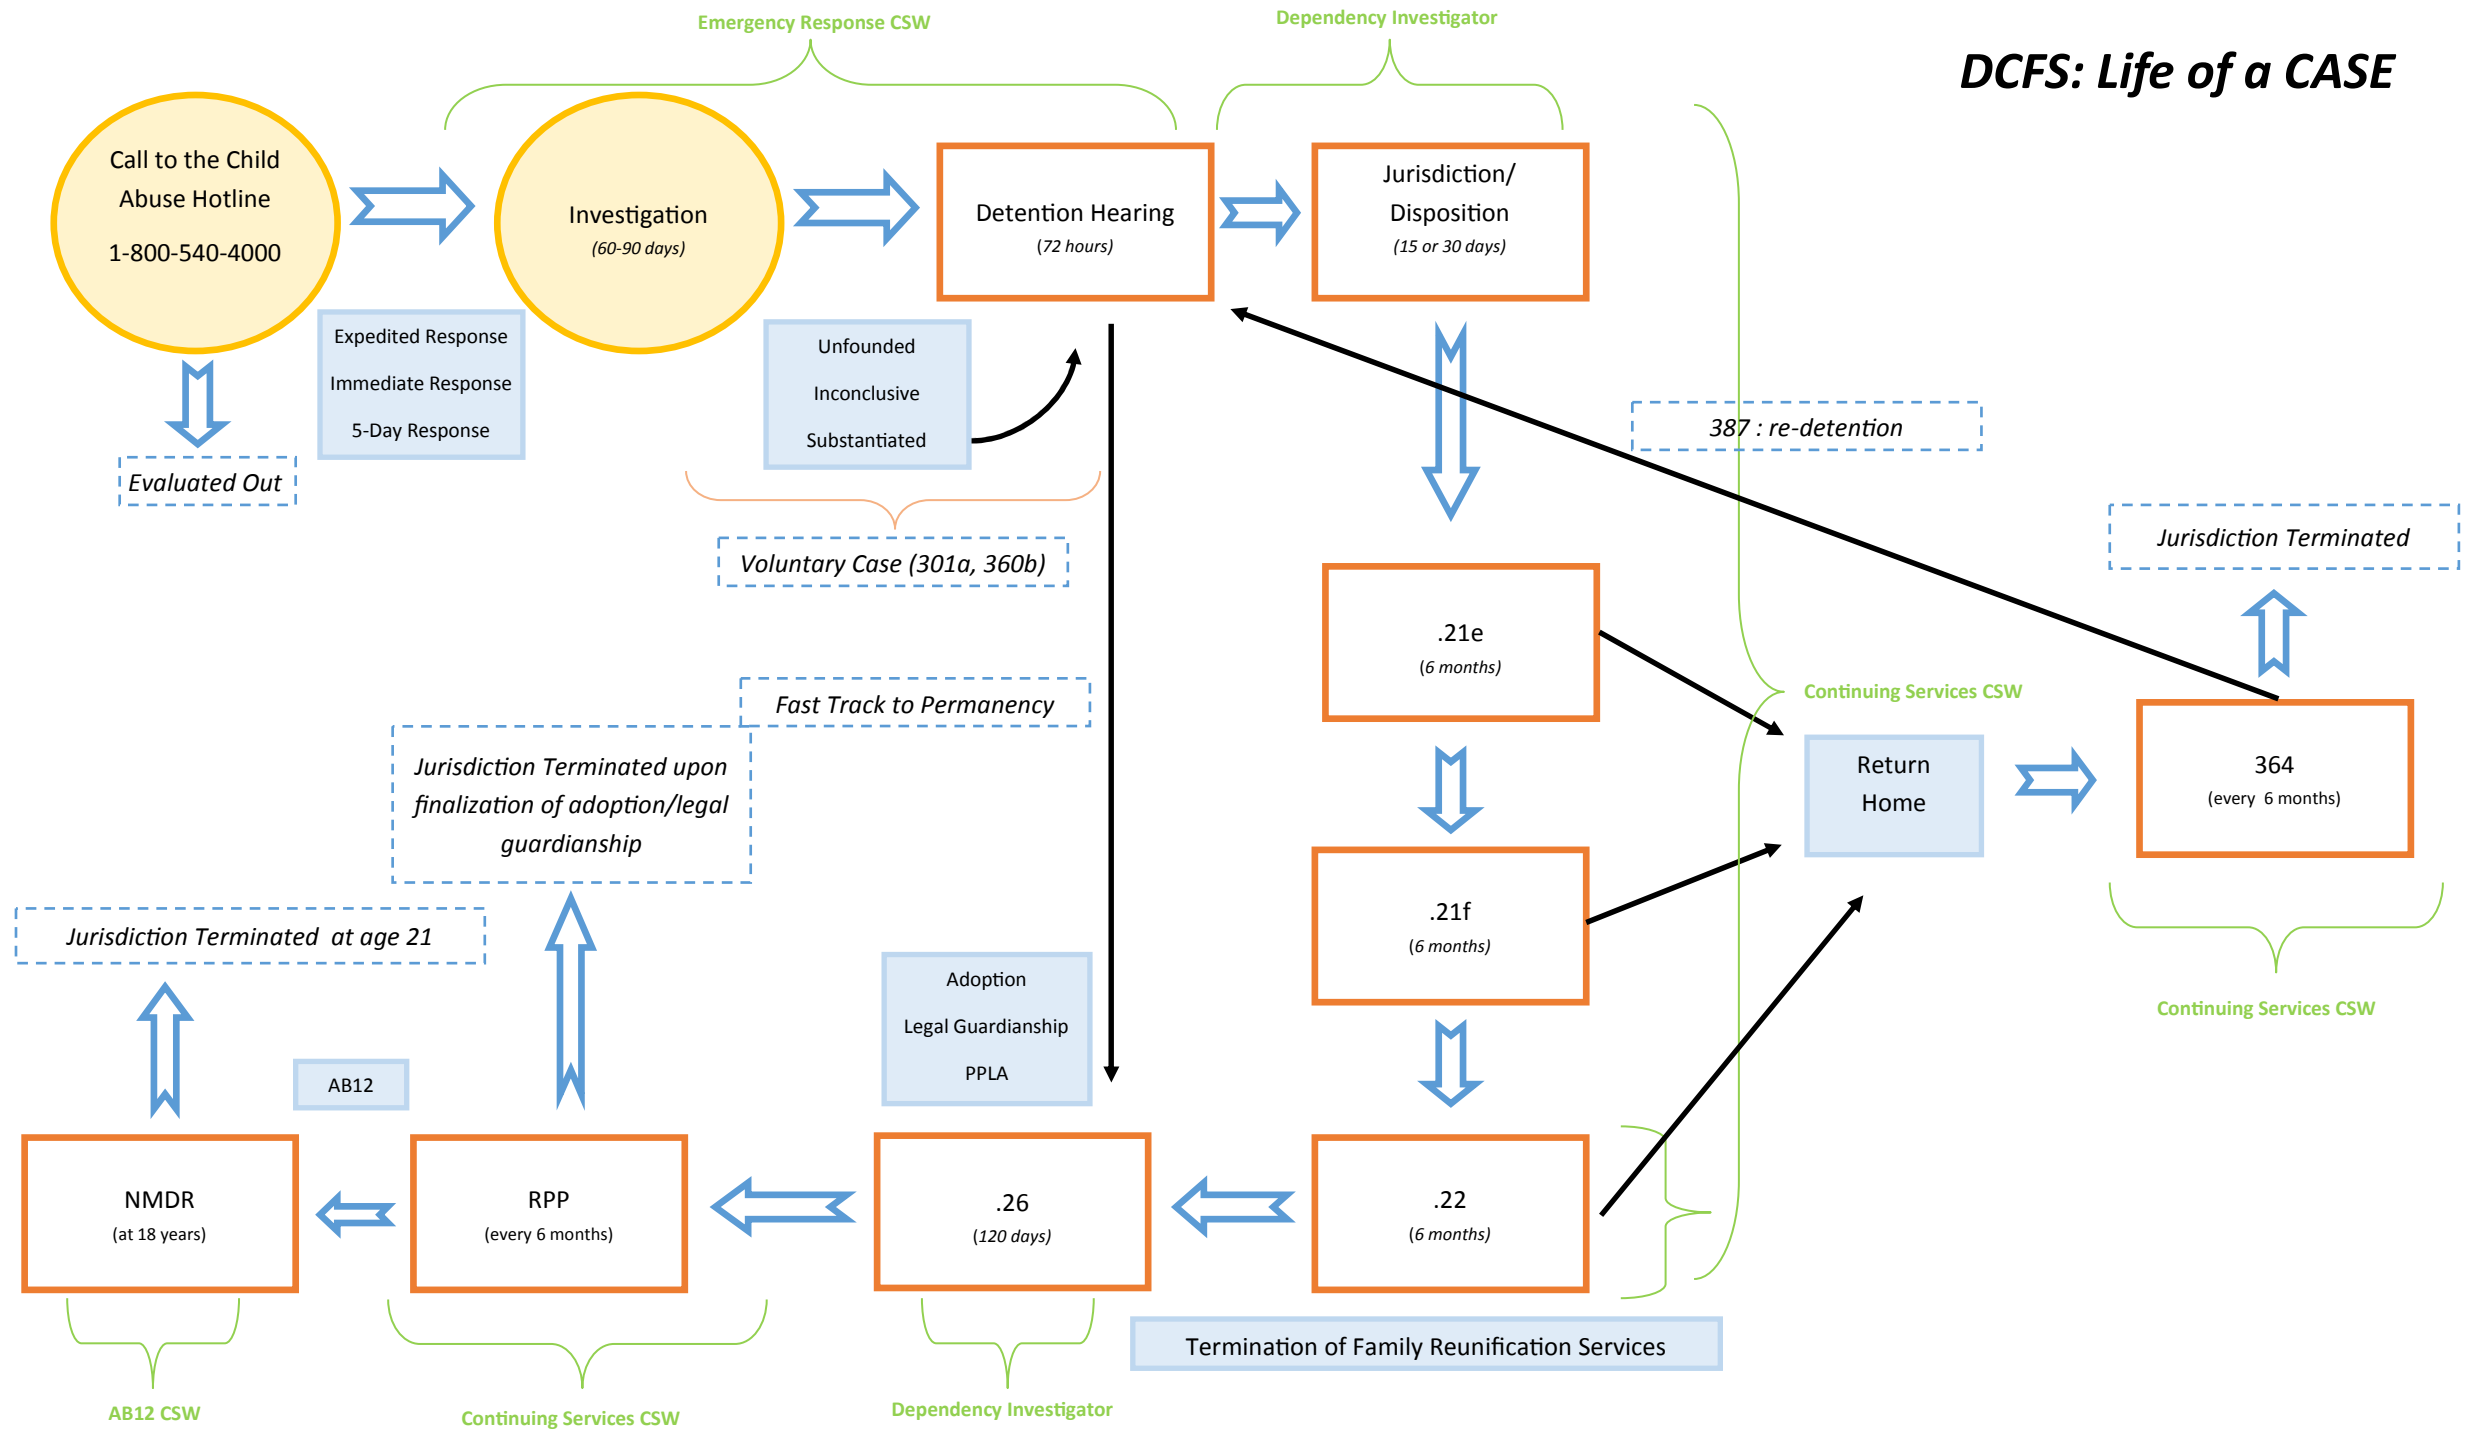 Emergency Response CSW
Dependency Investigator
DCFS: Life of a CASE
Call to the Child
Abuse Hotline
1-800-540-4000
Investigation
(60-90 days)
Detention Hearing
(72 hours)
Jurisdiction/
Disposition
(15 or 30 days)
Expedited Response
Immediate Response
5-Day Response
Unfounded
Inconclusive
Substantiated
Evaluated Out
387 : re-detention
Voluntary Case (301a, 360b)
Jurisdiction Terminated
.21e
(6 months)
Fast Track to Permanency
Continuing Services CSW
Jurisdiction Terminated upon
finalization of adoption/legal
guardianship
Return
Home
364
(every  6 months)
.21f
(6 months)
Jurisdiction Terminated  at age 21
Adoption
Legal Guardianship
PPLA
Continuing Services CSW
AB12
NMDR
(at 18 years)
RPP
(every 6 months)
.26
(120 days)
.22
(6 months)
Termination of Family Reunification Services
AB12 CSW
Continuing Services CSW
Dependency Investigator